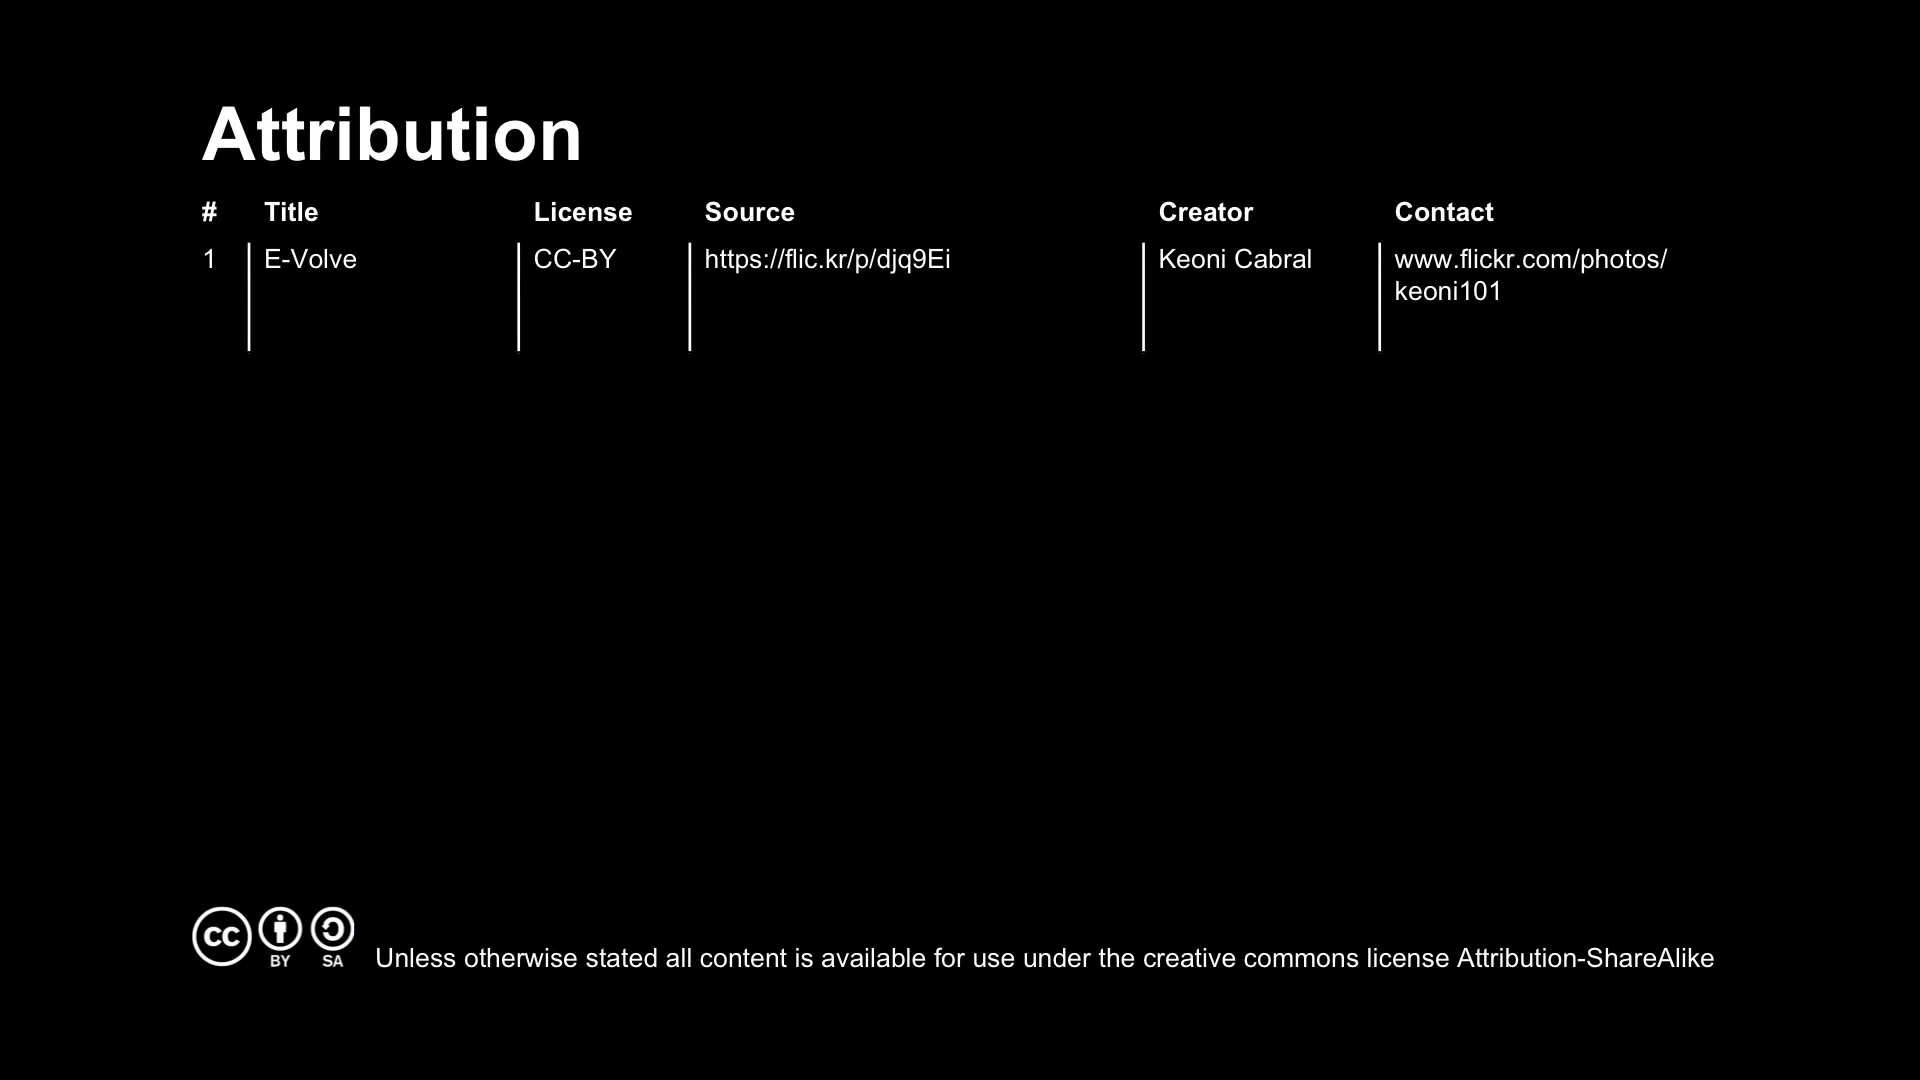 Attribution
# Title License Source Creator Contact
1 E-Volve CC-BY https://flic.kr/p/djq9Ei Keoni Cabral www.flickr.com/photos/
keoni101
cc BY SA Unless otherwise stated all content is available for use under the creative commons license Attribution-ShareAlike